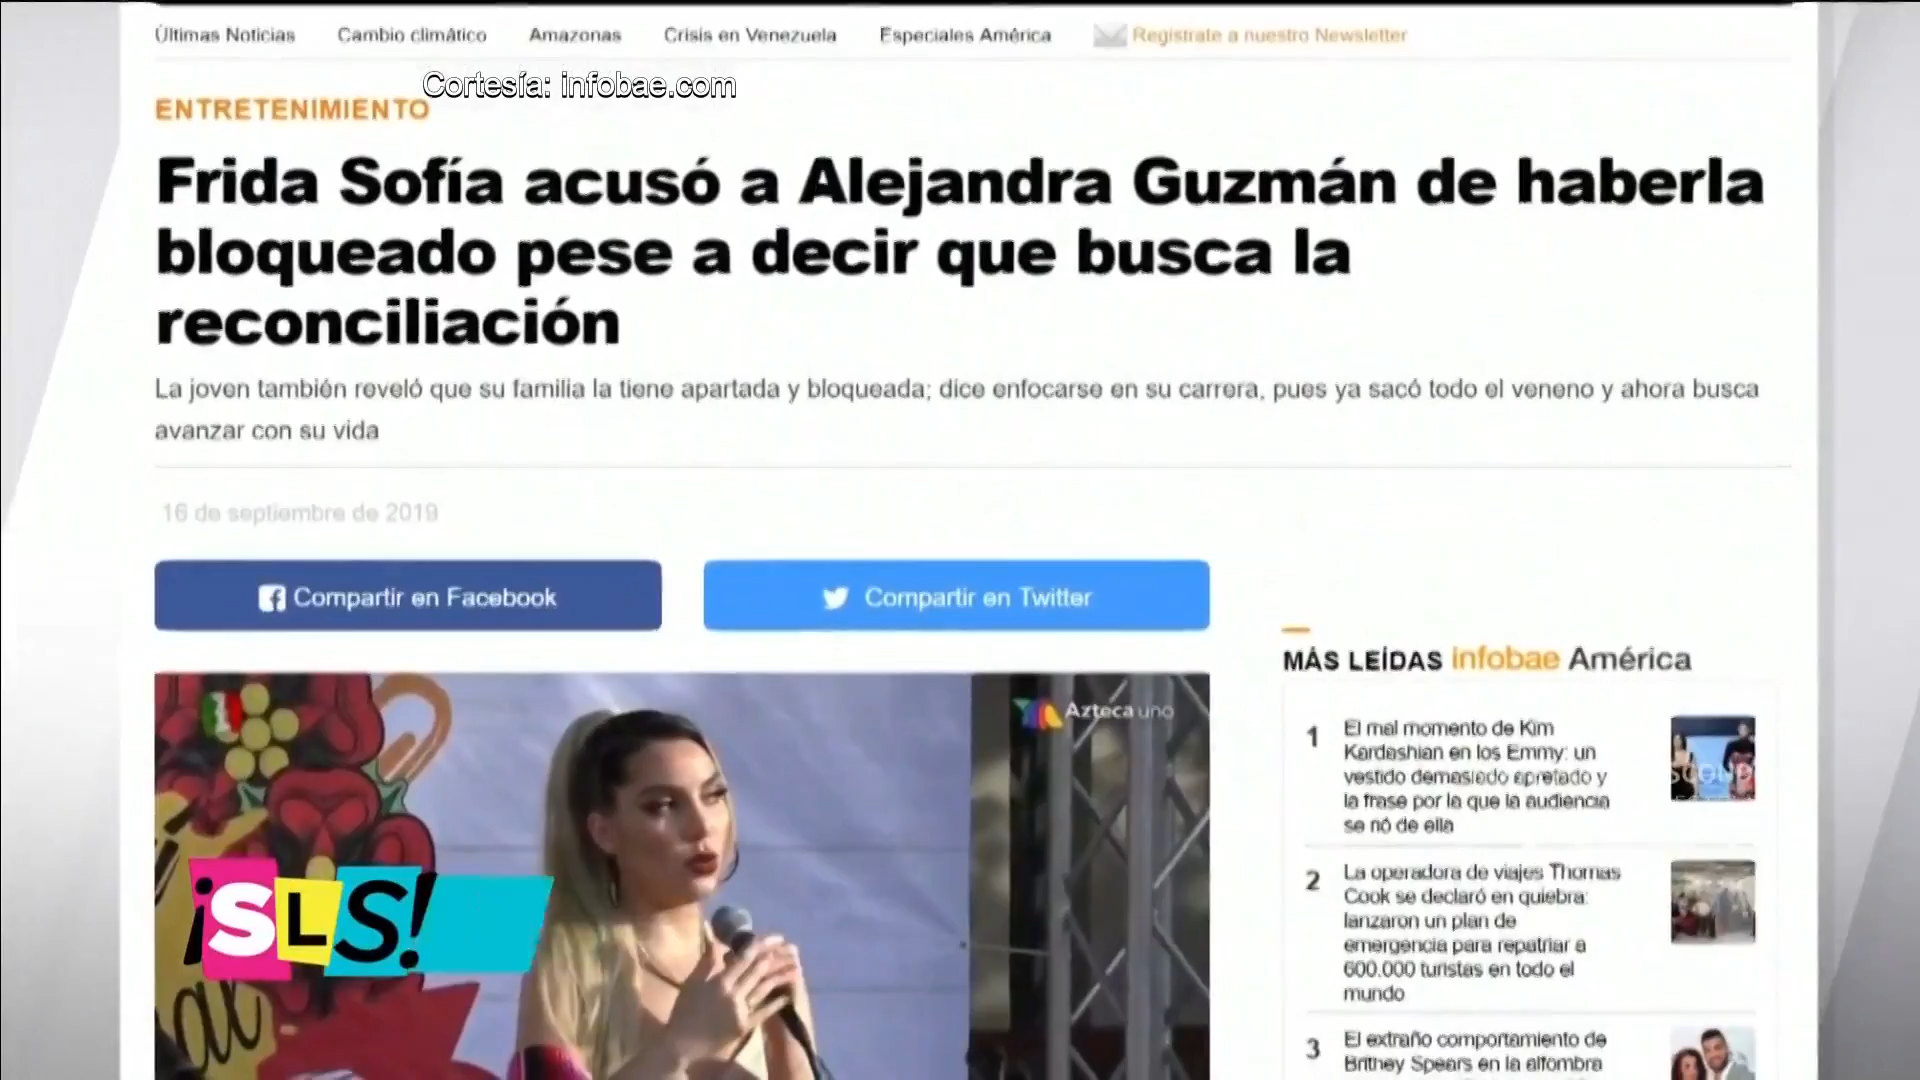 Últimas Noticias Cambio climático Amazonas Crisis en Venezuela Especiales América Regístrate a nuestro Newsletter
Cortesía: infobae.com
ENTRETENIMIENTO
Frida Sofía acusó a Alejandra Guzmán de haberla
bloqueado pese a decir que busca la
reconciliación
La joven también reveló que su familia la tiene apartada y bloqueada; dice enfocarse en su carrera, pues ya sacó todo el veneno y ahora busca
avanzar con su vida
16 de septiembre de 2019
Compartir en Facebook
Compartir en Twitter
Azteca uno
¡SLS!
MÁS LEÍDAS infobae América
1 El mal momento de Kim
Kardashian en los Emmy: un
vestido demasiado apretado y
la frase por la que la audiencia
se rió de ella
2 La operadora de viajes Thomas
Cook se declaró en quiebra:
lanzaron un plan de
emergencia para repatriar a
600.000 turistas en todo el
mundo
3 El extraño comportamiento de
Britney Spears en la alfombra